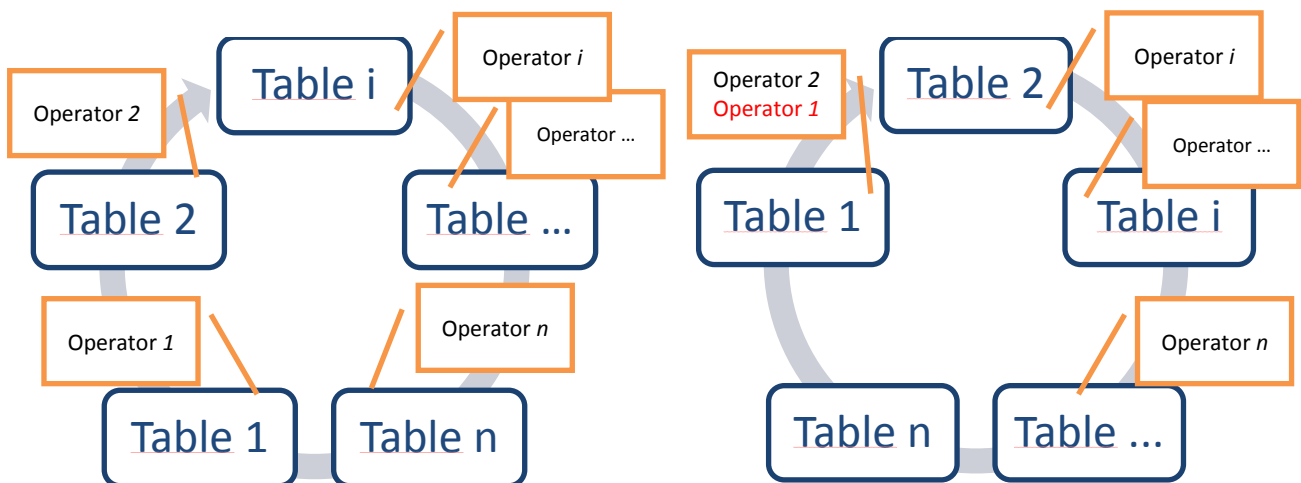 Table i
Operator i
Operator 2
Operator ...
Table 2
Table ...
Operator 1
Operator n
Table 1
Table n
Table 2
Operator i
Operator 2
Operator 1
Operator ...
Table 1
Table i
Operator n
Table n
Table ...